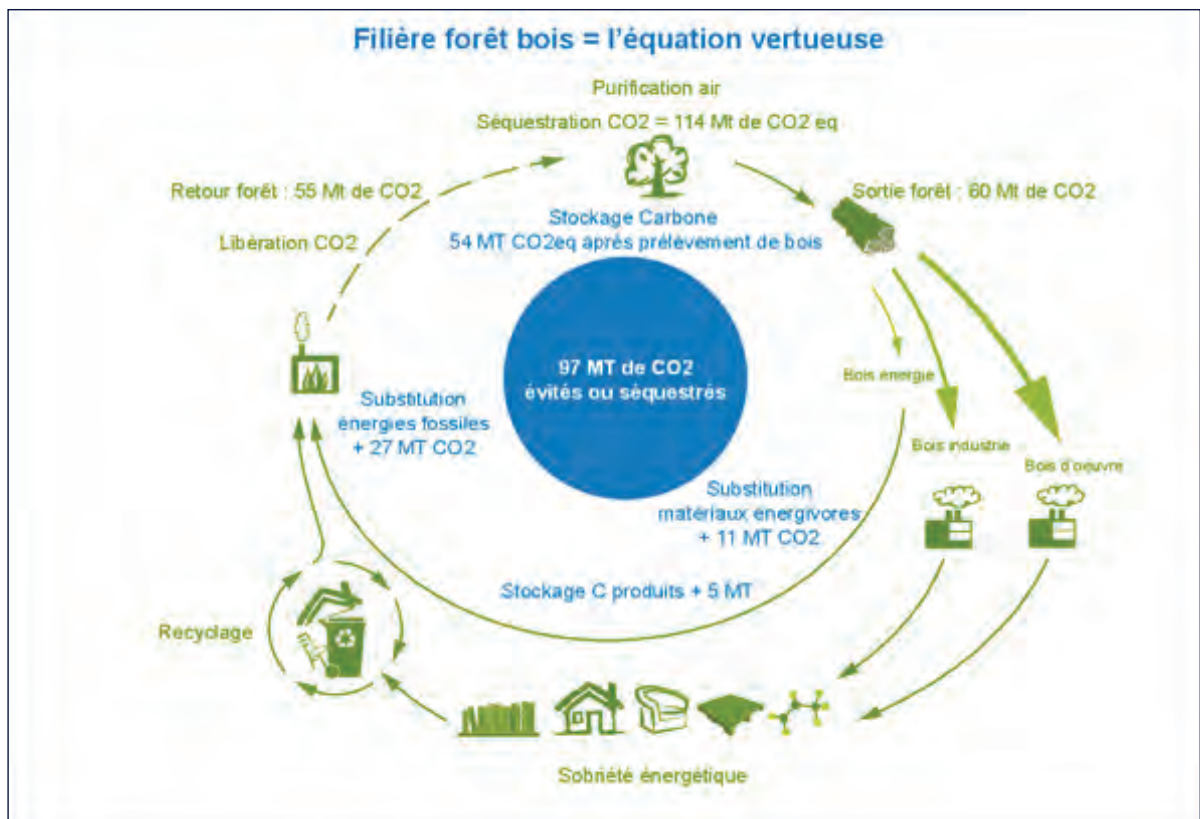 Filière forêt bois = l'équation vertueuse
Purification air
Séquestration CO2 = 114 Mt de CO2 eq
Retour forêt : 55 Mt de CO2
Sortie forêt : 60 Mt de CO2
Libération CO2
Stockage Carbone
54 MT CO2eq après prélèvement de bois
97 MT de CO2
évités ou séquestrés
Bois énergie
Substitution
énergies fossiles
+ 27 MT CO2
Bois industrie
Bois d'oeuvre
Substitution
matériaux énergivores
+ 11 MT CO2
Stockage C produits + 5 MT
Recyclage
Sobriété énergétique